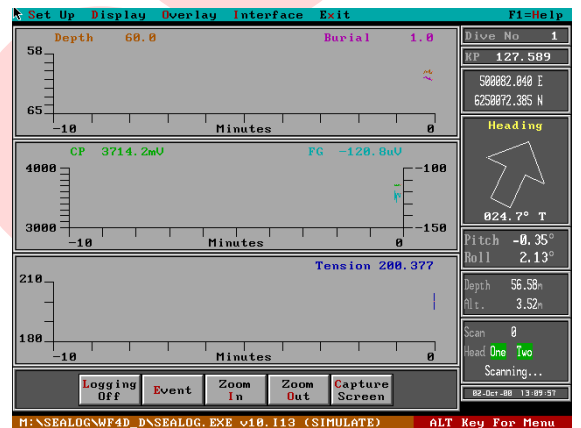 Set Up Display Overlay Interface Exit F1=Help
Depth 60.0 Burial 1.0
58
65
-10 Minutes 0
CP 3714.2mV FG -120.8uV
4000 -100
3000 -150
-10 Minutes 0
Tension 200.377
210
180
-10 Minutes 0
Dive No 1
KP 127.589
500082.040 E
6250072.385 N
Heading
024.7° T
Pitch -0.35°
Roll 2.13°
Depth 56.58m
Alt. 3.52m
Scan 0
Head One Two
Scanning...
02-Oct-00 13:09:57
Logging Off
Event
Zoom In
Zoom Out
Capture Screen
M:\SEALOG\WF4D_D\SEALOG.EXE v10.I13 (SIMULATE) ALT Key For Menu